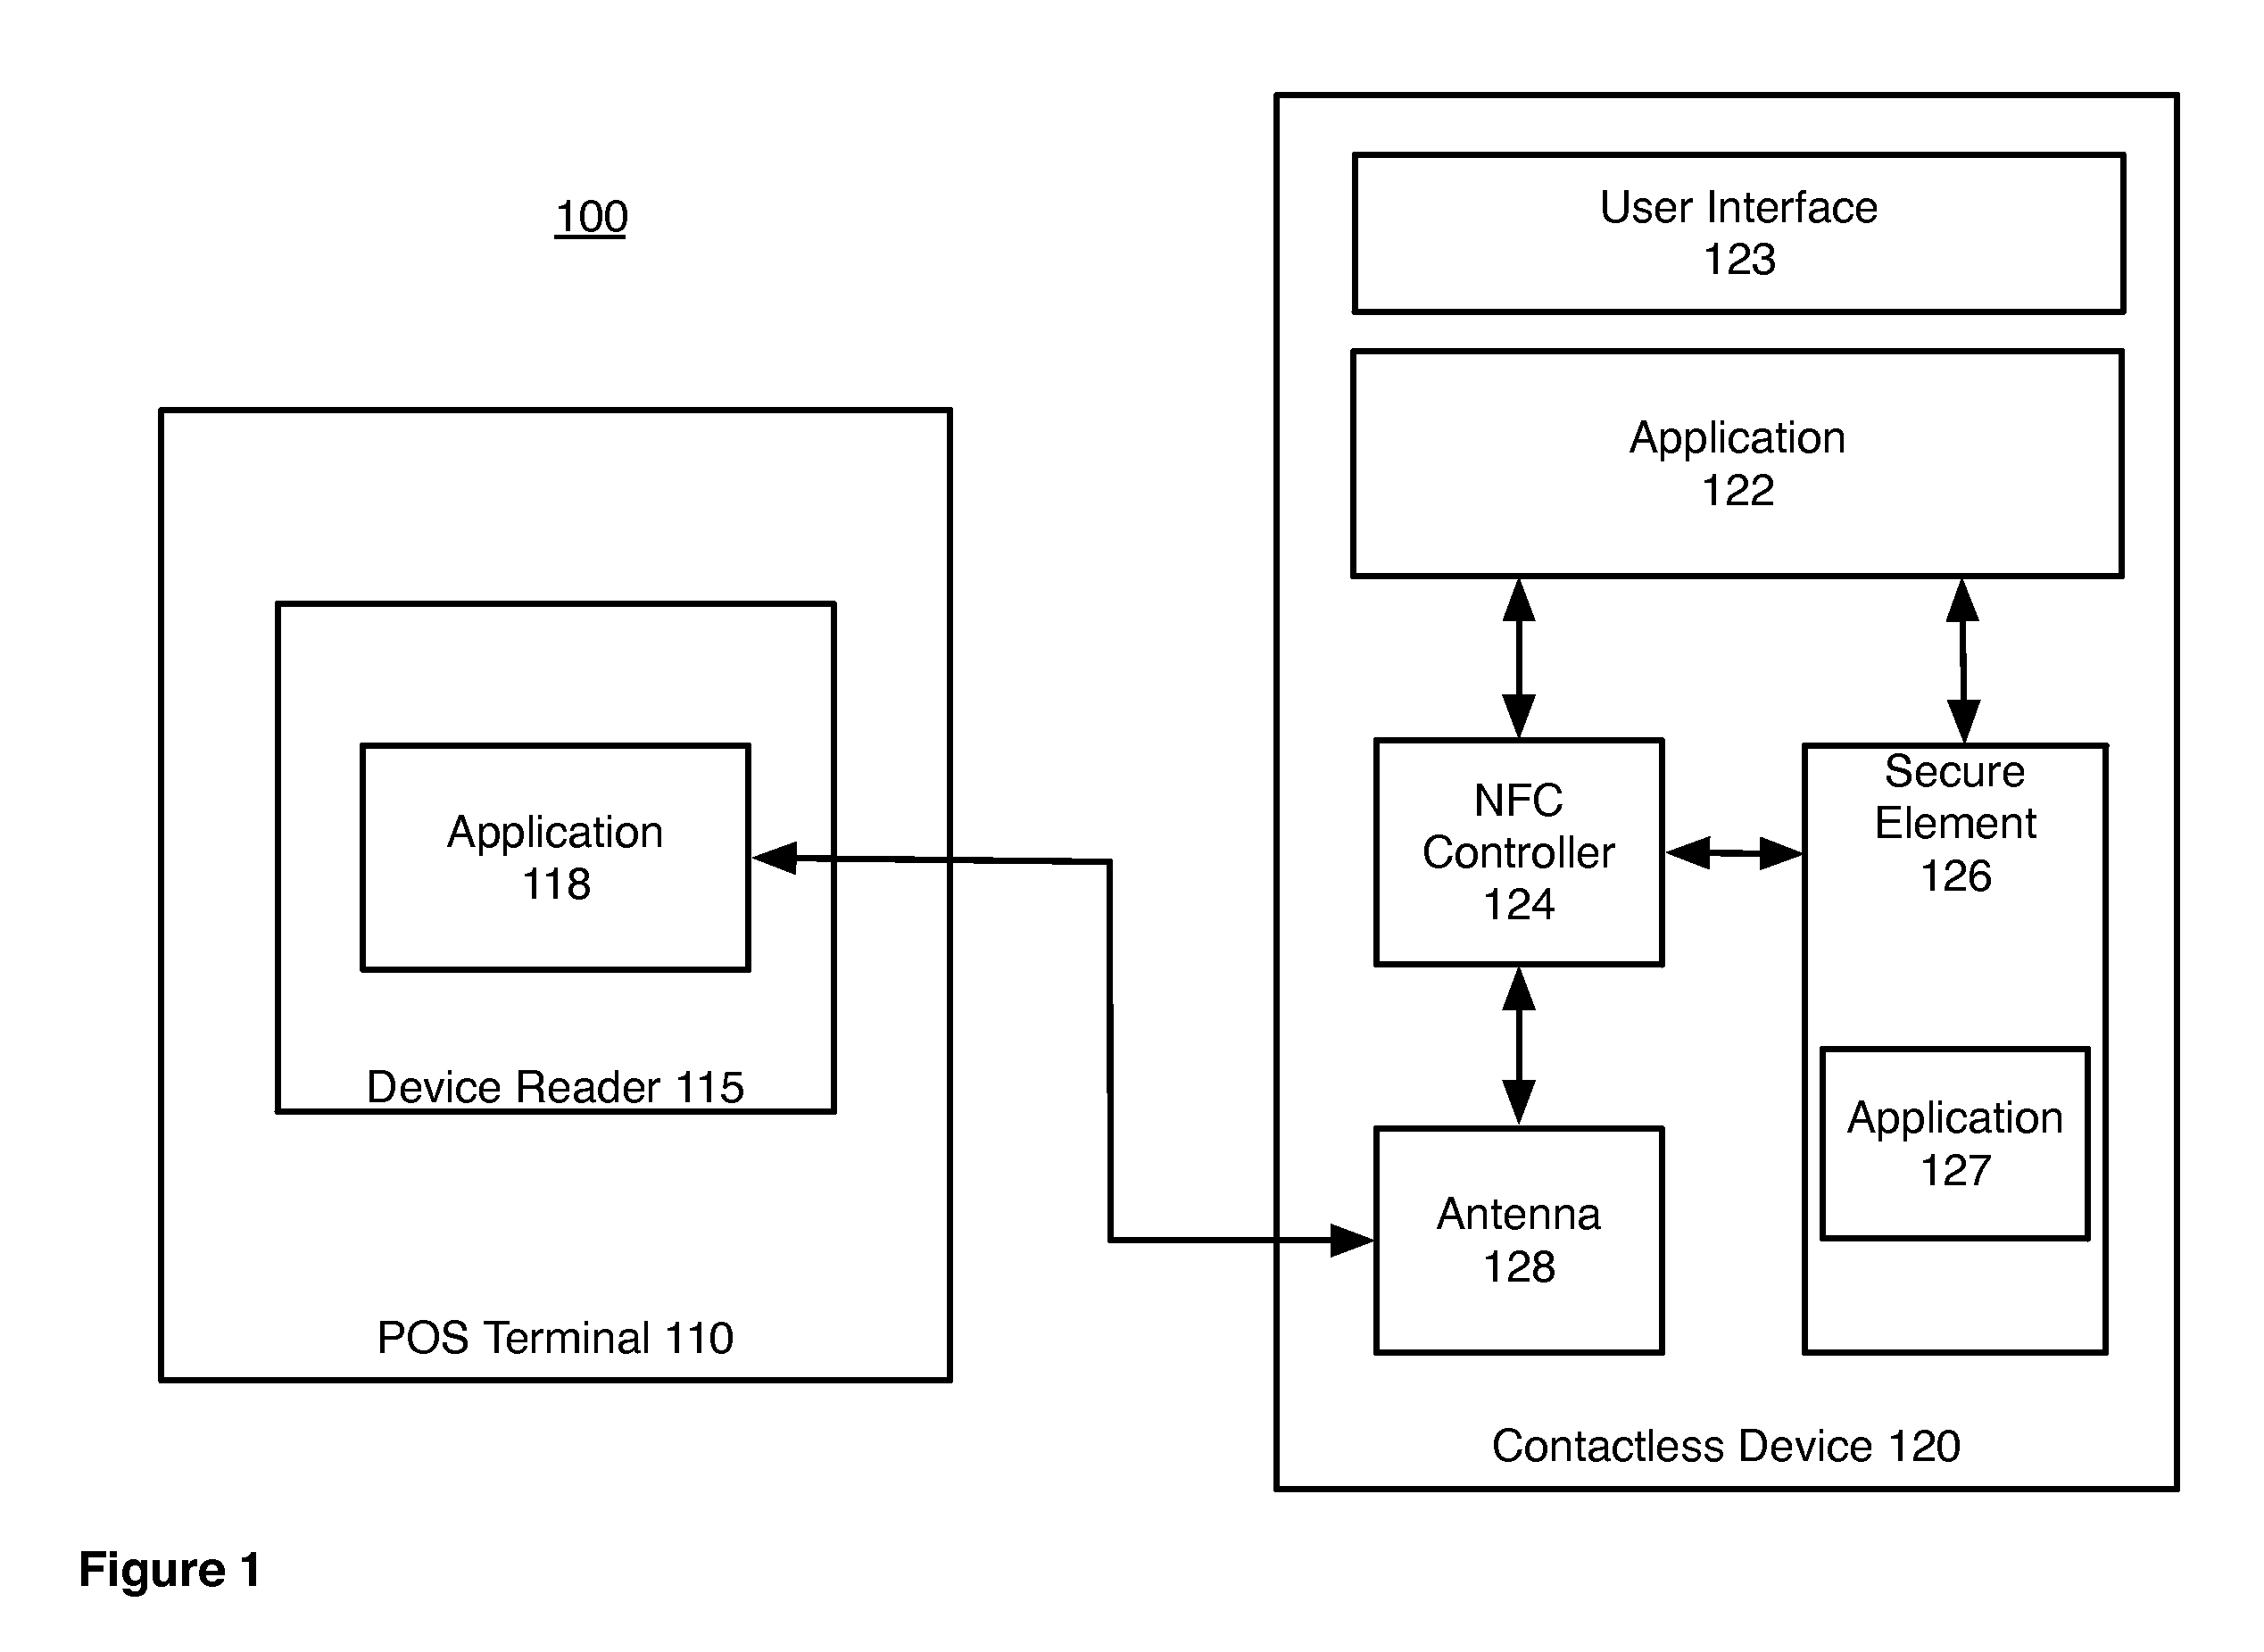 100
User Interface
123
Application
122
Application
118
Device Reader 115
POS Terminal 110
NFC
Controller
124
Secure
Element
126
Application
127
Antenna
128
Contactless Device 120
Figure 1